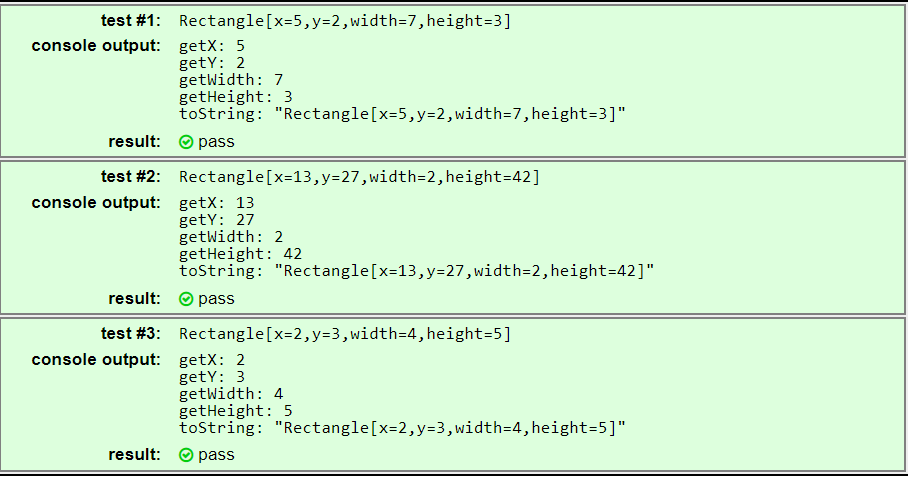 test #1: Rectangle[x=5,y=2,width=7,height=3]
console output: getX: 5
getY: 2
getWidth: 7
getHeight: 3
toString: "Rectangle[x=5,y=2,width=7,height=3]"
result: pass
test #2: Rectangle[x=13,y=27,width=2,height=42]
console output: getX: 13
getY: 27
getWidth: 2
getHeight: 42
toString: "Rectangle[x=13,y=27,width=2,height=42]"
result: pass
test #3: Rectangle[x=2,y=3,width=4,height=5]
console output: getX: 2
getY: 3
getWidth: 4
getHeight: 5
toString: "Rectangle[x=2,y=3,width=4,height=5]"
result: pass